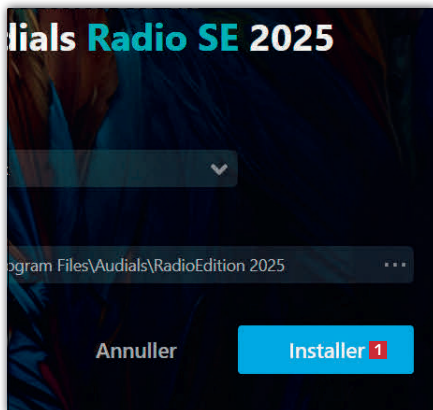 dials Radio SE 2025
ogram Files\Audials\RadioEdition 2025 ...
Annuller
Installer 1